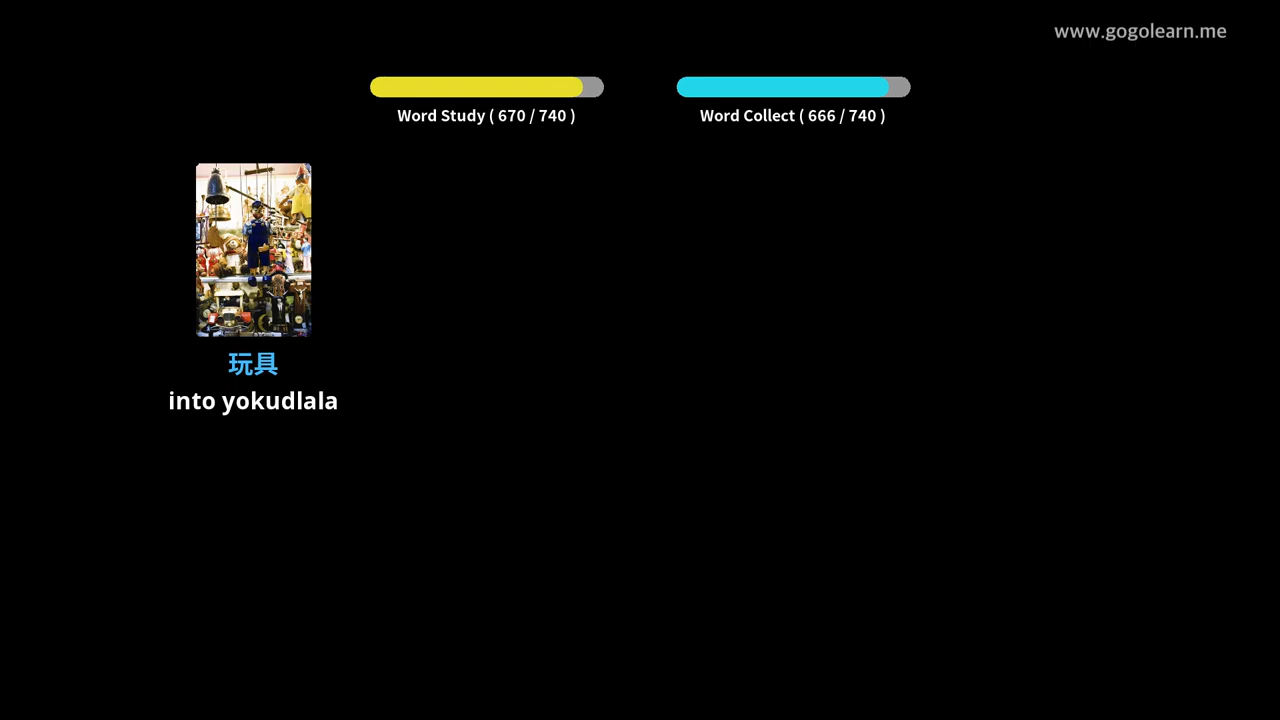 www.gogolearn.me
Word Study ( 670 / 740 )
Word Collect ( 666 / 740 )
玩具
into yokudlala